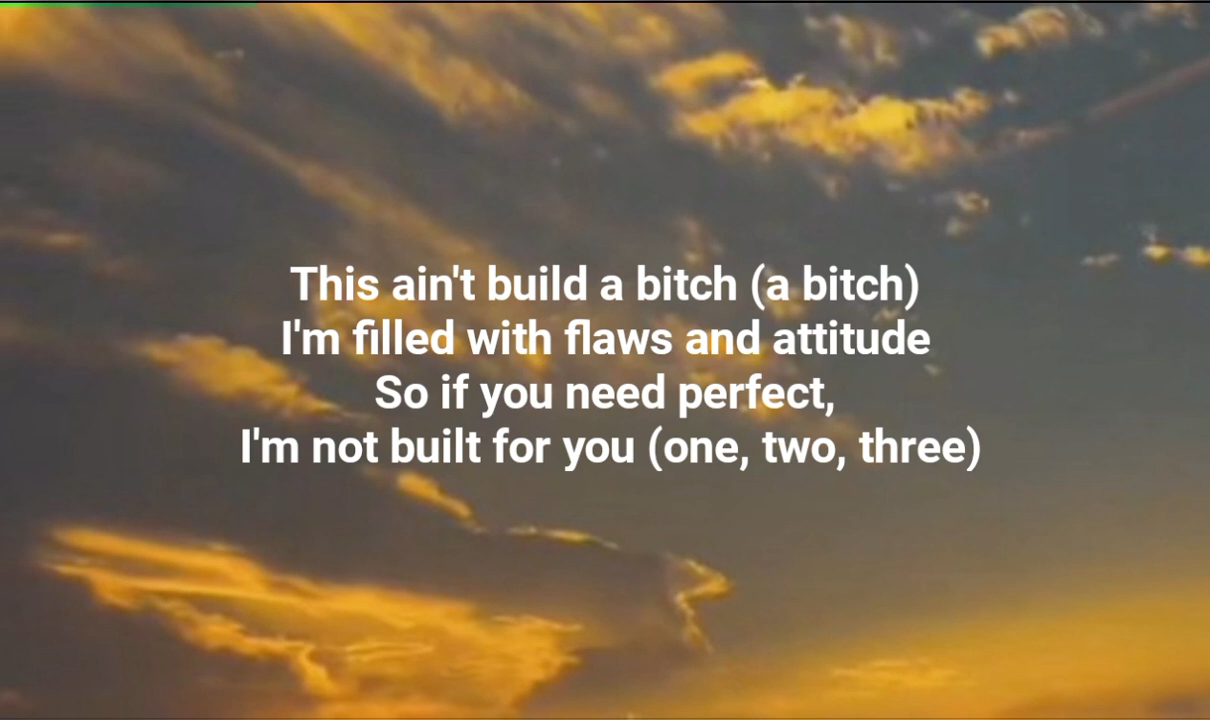 This ain't build a bitch (a bitch)
I'm filled with flaws and attitude
So if you need perfect,
I'm not built for you (one, two, three)